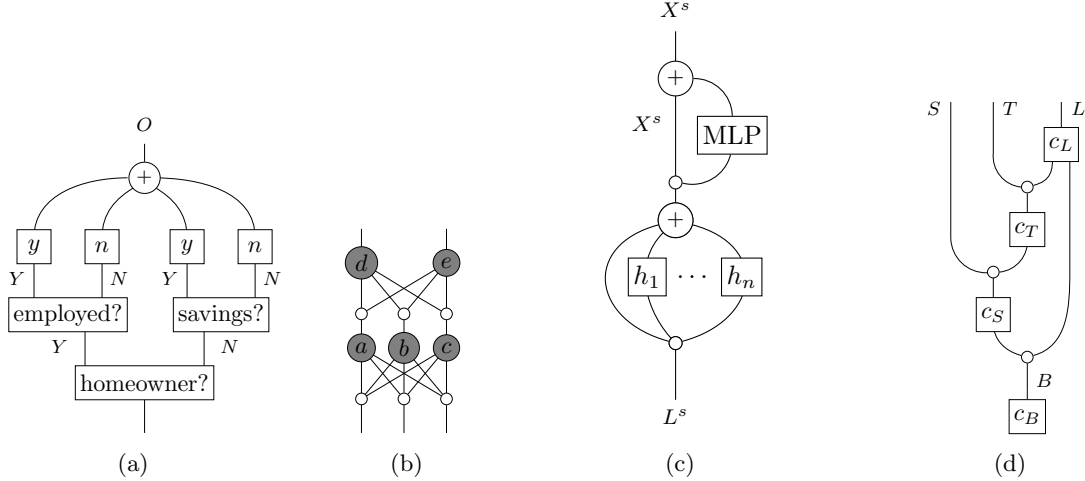 O
+
y n y n
Y N Y N
employed? savings?
Y N
homeowner?
(a)
d e
a b c
(b)
X^s
+
X^s MLP
+
h_1 ··· h_n
L^s
(c)
S T L
c_L
c_T
c_S
B
c_B
(d)